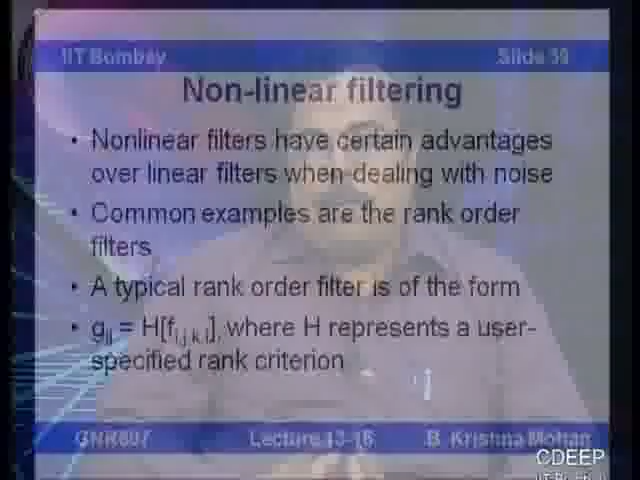 IIT Bombay Slide 39
Non-linear filtering
• Nonlinear filters have certain advantages
over linear filters when dealing with noise
• Common examples are the rank order
filters
• A typical rank order filter is of the form
• gij = H[fi,j,k,l], where H represents a user-
specified rank criterion
GNR607 Lecture 13-16 B. Krishna Mohan
CDEEP